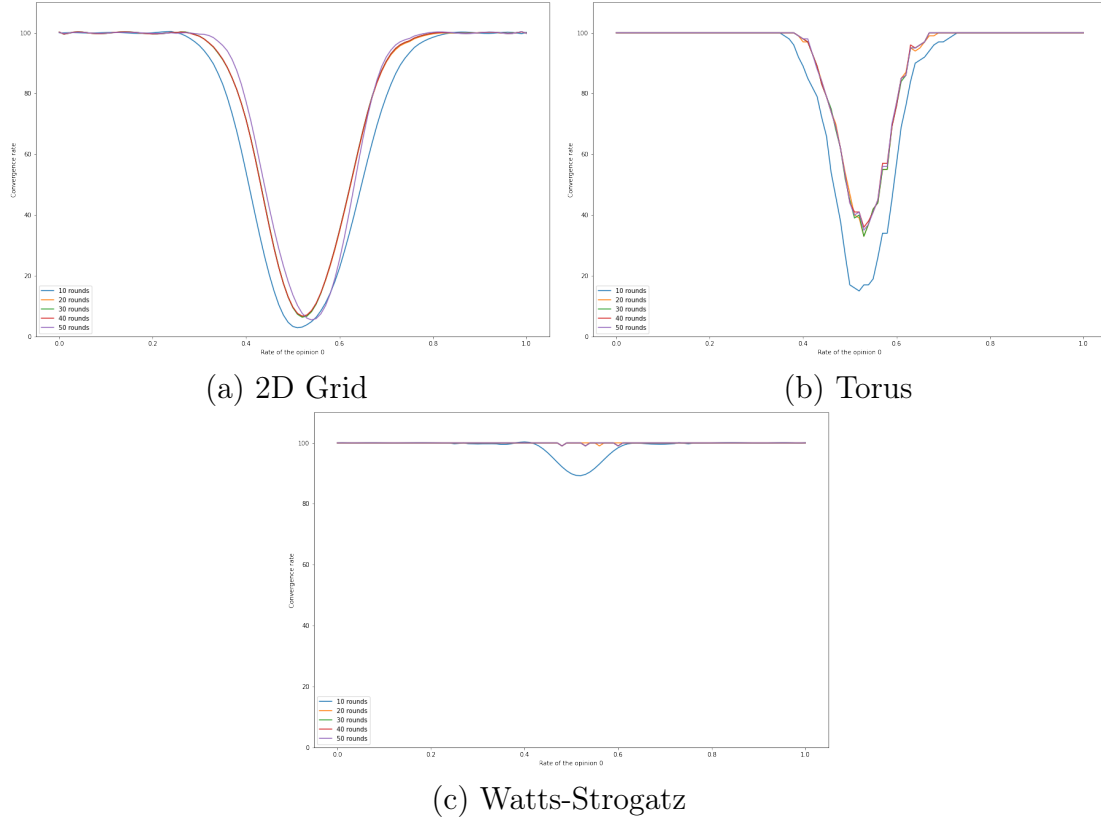 100
80
60
40
20
0
Convergence rate
10 rounds
20 rounds
30 rounds
40 rounds
50 rounds
0.0 0.2 0.4 0.6 0.8 1.0
Rate of the opinion 0
(a) 2D Grid
100
80
60
40
20
0
Convergence rate
10 rounds
20 rounds
30 rounds
40 rounds
50 rounds
0.0 0.2 0.4 0.6 0.8 1.0
Rate of the opinion 0
(b) Torus
100
80
60
40
20
0
Convergence rate
10 rounds
20 rounds
30 rounds
40 rounds
50 rounds
0.0 0.2 0.4 0.6 0.8 1.0
Rate of the opinion 0
(c) Watts-Strogatz